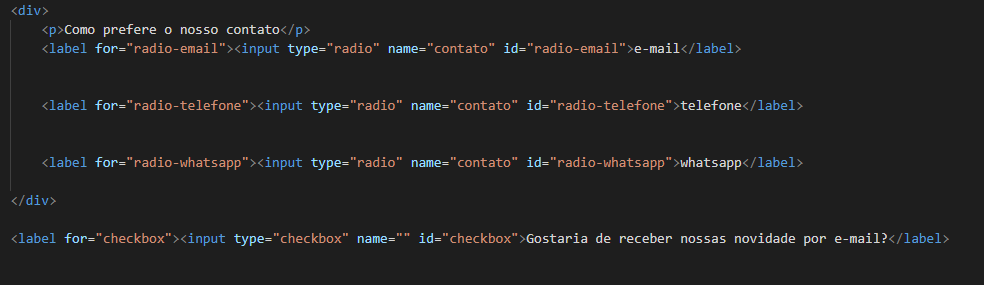 <div>
<p>Como prefere o nosso contato</p>
<label for="radio-email"><input type="radio" name="contato" id="radio-email">e-mail</label>
<label for="radio-telefone"><input type="radio" name="contato" id="radio-telefone">telefone</label>
<label for="radio-whatsapp"><input type="radio" name="contato" id="radio-whatsapp">whatsapp</label>
</div>
<label for="checkbox"><input type="checkbox" name="" id="checkbox">Gostaria de receber nossas novidade por e-mail?</label>